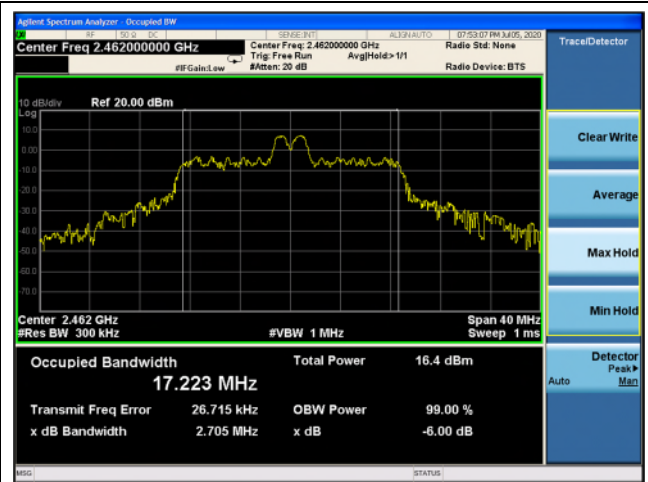 Agilent Spectrum Analyzer - Occupied BW
RF 50 Ω DC SENSE:INT ALIGN AUTO 07:53:07 PM Jul 05, 2020
Center Freq 2.462000000 GHz Center Freq: 2.462000000 GHz Radio Std: None Trace/Detector
Trig: Free Run Avg|Hold:>1/1
#IFGain:Low #Atten: 20 dB Radio Device: BTS
10 dB/div Ref 20.00 dBm
Log
10.0
0.00
-10.0
-20.0
-30.0
-40.0
-50.0
-60.0
-70.0
Clear Write
Average
Max Hold
Min Hold
Center 2.462 GHz Span 40 MHz
#Res BW 300 kHz #VBW 1 MHz Sweep 1 ms
Detector
Peak▶
Auto Man
Occupied Bandwidth Total Power 16.4 dBm
17.223 MHz
Transmit Freq Error 26.715 kHz OBW Power 99.00 %
x dB Bandwidth 2.705 MHz x dB -6.00 dB
MSG STATUS